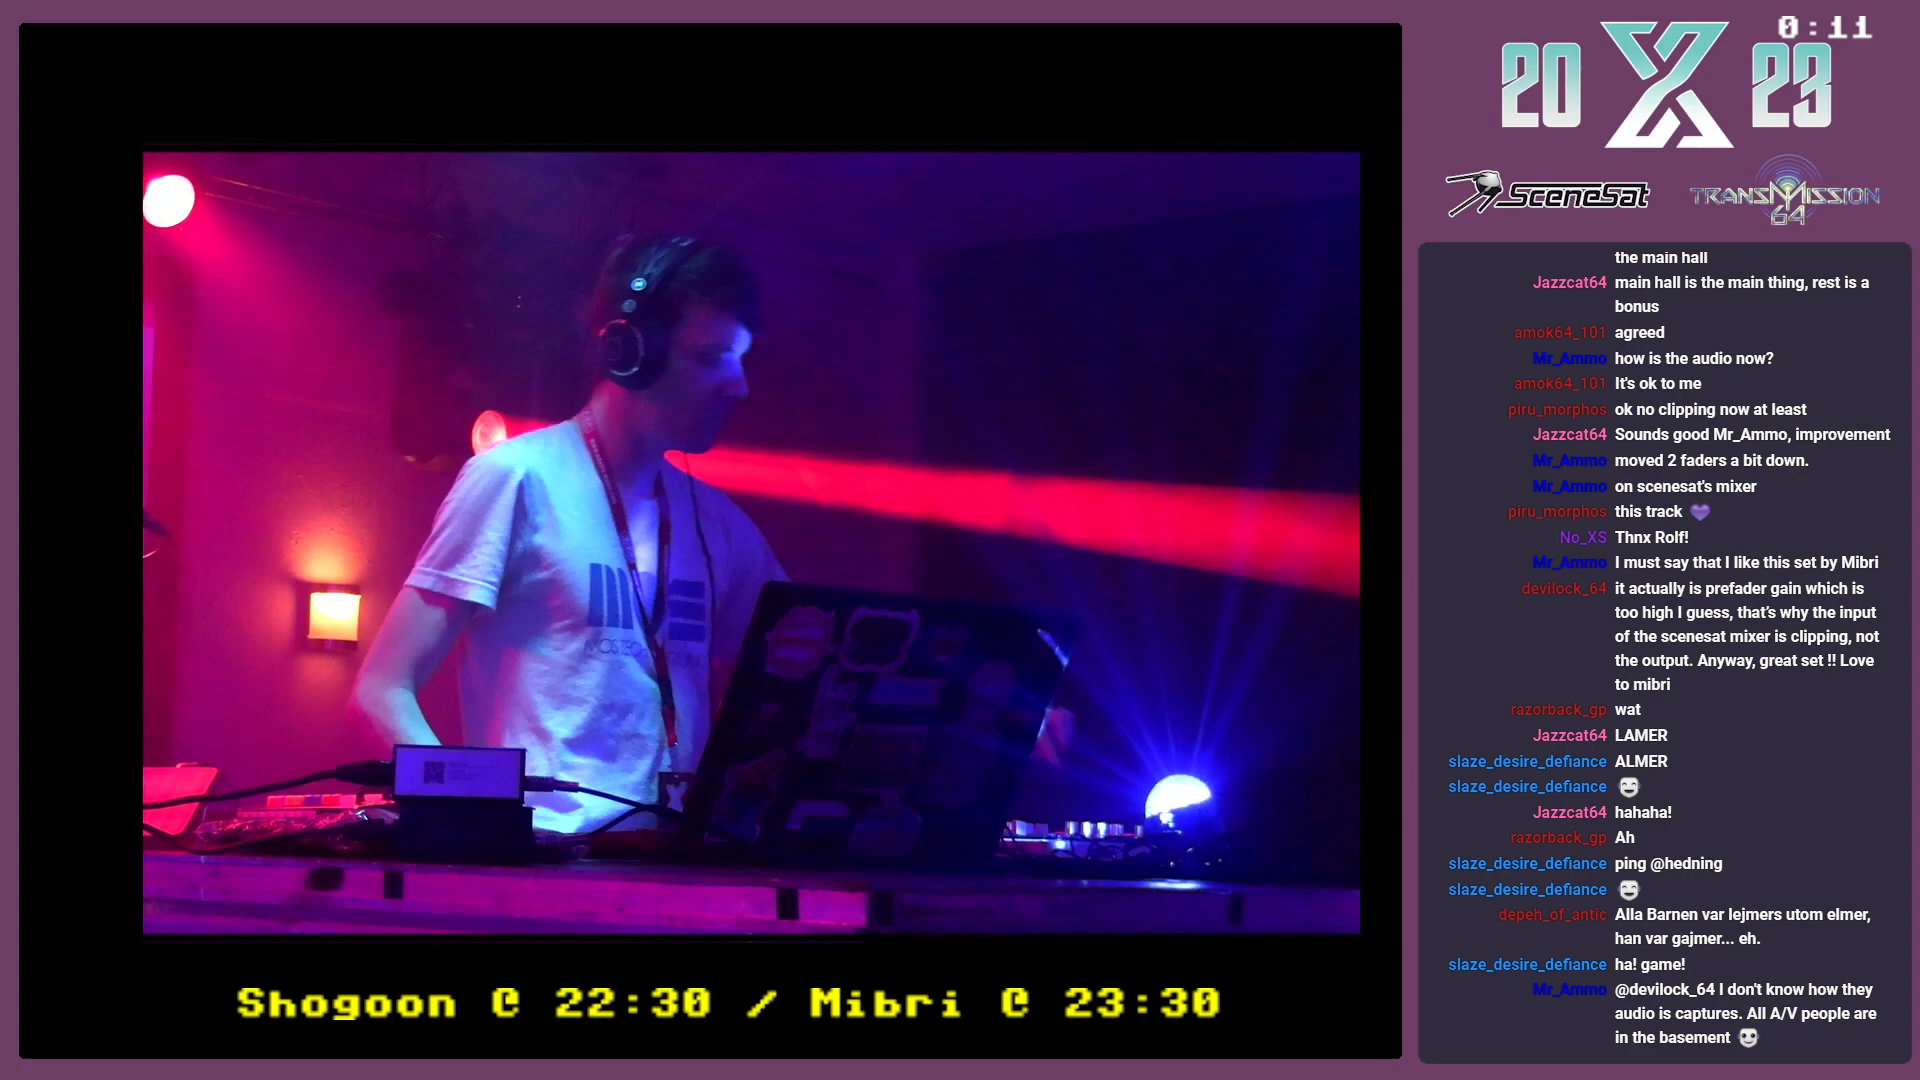 0:11
20 X 23
SCENESAT
TRANSMISSION
64
the main hall
Jazzcat64 main hall is the main thing, rest is a
bonus
amok64_101 agreed
Mr_Ammo how is the audio now?
amok64_101 It's ok to me
piru_morphos ok no clipping now at least
Jazzcat64 Sounds good Mr_Ammo, improvement
Mr_Ammo moved 2 faders a bit down.
Mr_Ammo on scenesat's mixer
piru_morphos this track
No_XS Thnx Rolf!
Mr_Ammo I must say that I like this set by Mibri
devilock_64 it actually is prefader gain which is
too high I guess, that's why the input
of the scenesat mixer is clipping, not
the output. Anyway, great set !! Love
to mibri
razorback_gp wat
Jazzcat64 LAMER
slaze_desire_defiance ALMER
slaze_desire_defiance
Jazzcat64 hahaha!
razorback_gp Ah
slaze_desire_defiance ping @hedning
slaze_desire_defiance
depeh_of_antic Alla Barnen var lejmers utom elmer,
han var gajmer... eh.
slaze_desire_defiance ha! game!
Mr_Ammo @devilock_64 I don't know how they
audio is captures. All A/V people are
in the basement
Shogoon @ 22:30 / Mibri @ 23:30